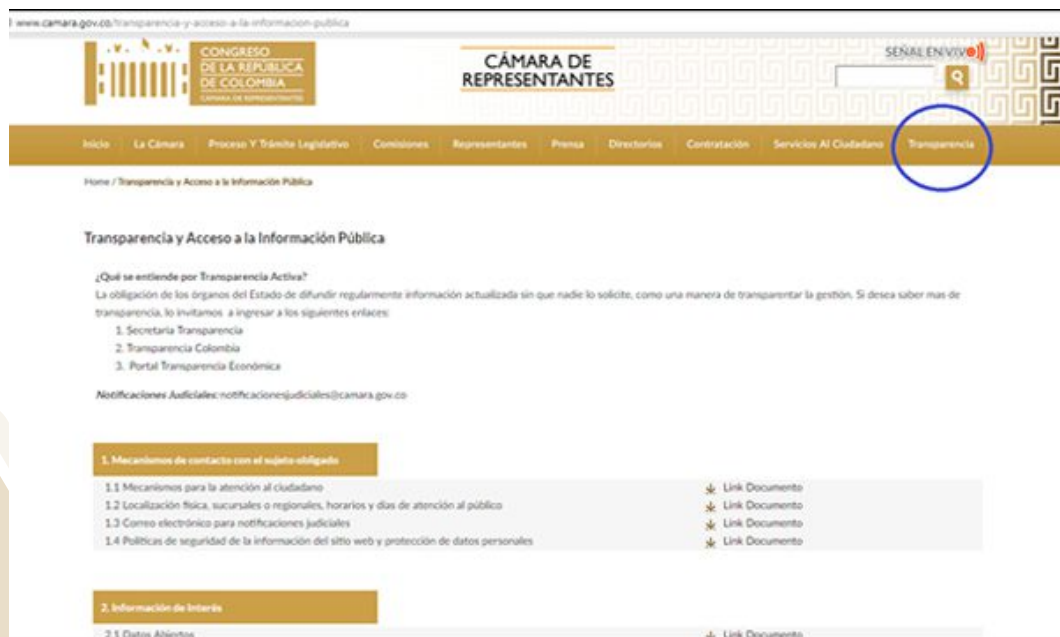 www.camara.gov.co/transparencia-y-acceso-a-la-informacion-publica
CONGRESO
DE LA REPÚBLICA
DE COLOMBIA
CÁMARA DE REPRESENTANTES
CÁMARA DE
REPRESENTANTES
SEÑAL EN VIVO
Inicio La Cámara Proceso Y Trámite Legislativo Comisiones Representantes Prensa Directorios Contratación Servicios Al Ciudadano Transparencia
Home / Transparencia y Acceso a la Información Pública
Transparencia y Acceso a la Información Pública
¿Qué se entiende por Transparencia Activa?
La obligación de los órganos del Estado de difundir regularmente información actualizada sin que nadie lo solicite, como una manera de transparentar la gestión. Si desea saber mas de
transparencia, lo invitamos a ingresar a los siguientes enlaces:
1. Secretaría Transparencia
2. Transparencia Colombia
3. Portal Transparencia Económica
Notificaciones Judiciales: notificacionesjudiciales@camara.gov.co
1. Mecanismos de contacto con el sujeto obligado
1.1 Mecanismos para la atención al ciudadano Link Documento
1.2 Localización física, sucursales o regionales, horarios y días de atención al público Link Documento
1.3 Correo electrónico para notificaciones judiciales Link Documento
1.4 Políticas de seguridad de la información del sitio web y protección de datos personales Link Documento
2. Información de Interés
2.1 Datos Abiertos Link Documento